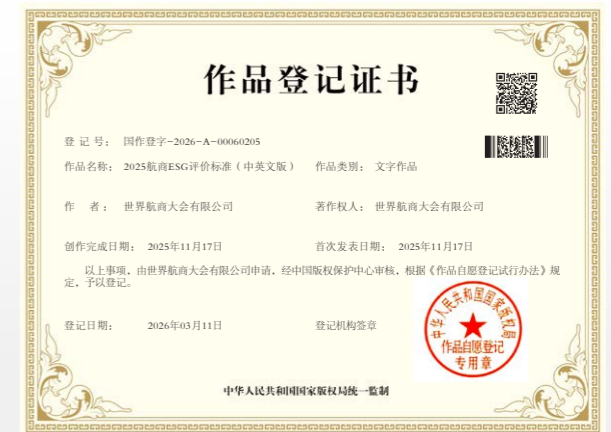 作品登记证书
登 记 号： 国作登字-2026-A-00060205
作品名称： 2025航商ESG评价标准（中英文版） 作品类别： 文字作品
作 者： 世界航商大会有限公司 著作权人： 世界航商大会有限公司
创作完成日期： 2025年11月17日 首次发表日期： 2025年11月17日
以上事项，由世界航商大会有限公司申请，经中国版权保护中心审核，根据《作品自愿登记试行办法》规
定，予以登记。
登记日期： 2026年03月11日 登记机构签章
中华人民共和国国家版权局
作品自愿登记
专用章
中华人民共和国国家版权局统一监制